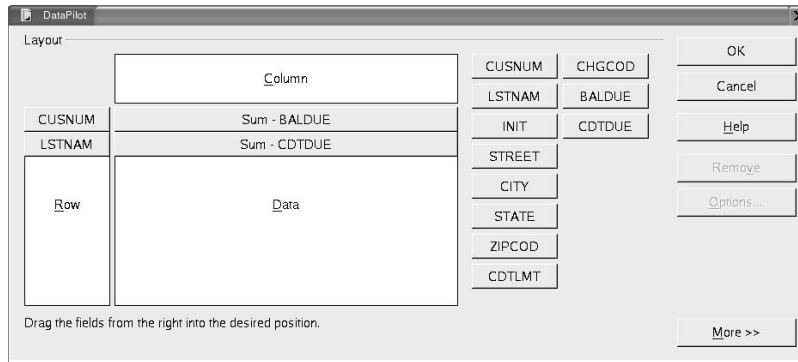 DataPilot
Layout
Column
CUSNUM
LSTNAM
Row
Sum - BALDUE
Sum - CDTDUE
Data
CUSNUM
LSTNAM
INIT
STREET
CITY
STATE
ZIPCOD
CDTLMT
CHGCOD
BALDUE
CDTDUE
OK
Cancel
Help
Remove
Options...
More >>
Drag the fields from the right into the desired position.